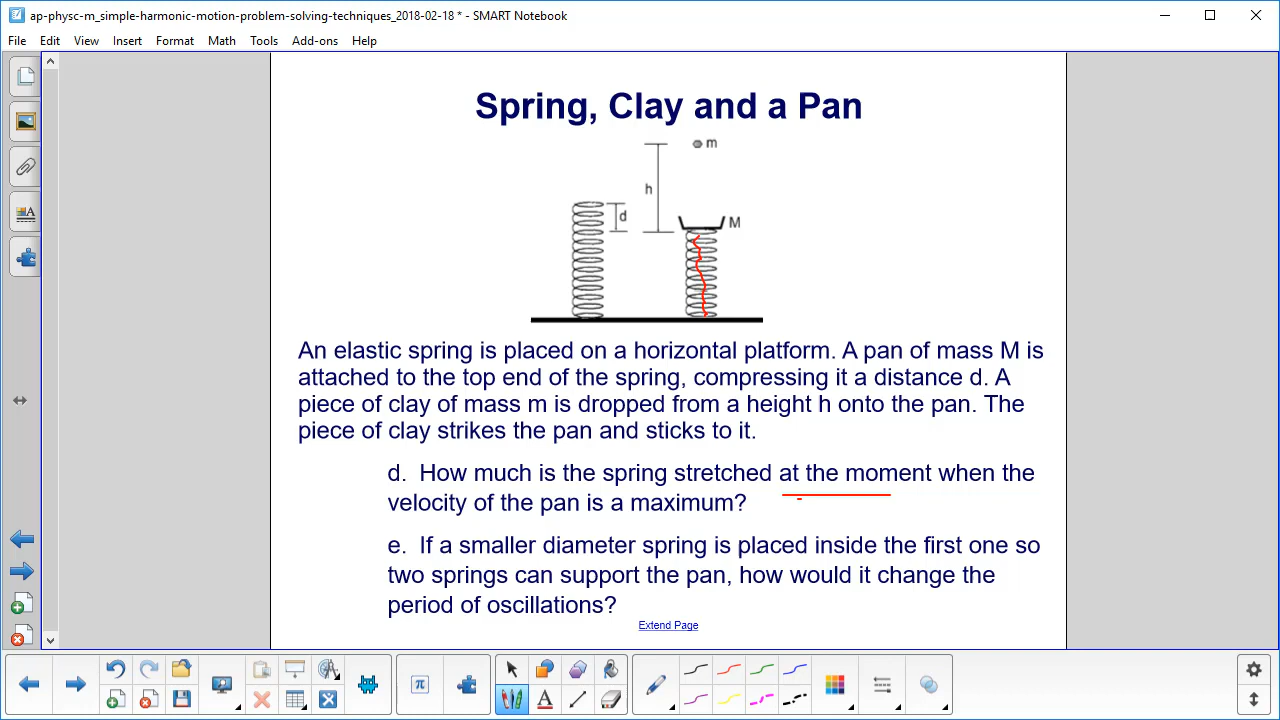 ap-physc-m_simple-harmonic-motion-problem-solving-techniques_2018-02-18 * - SMART Notebook
File Edit View Insert Format Math Tools Add-ons Help
Spring, Clay and a Pan
m
h
d
M
An elastic spring is placed on a horizontal platform. A pan of mass M is
attached to the top end of the spring, compressing it a distance d. A
piece of clay of mass m is dropped from a height h onto the pan. The
piece of clay strikes the pan and sticks to it.
d. How much is the spring stretched at the moment when the
velocity of the pan is a maximum?
e. If a smaller diameter spring is placed inside the first one so
two springs can support the pan, how would it change the
period of oscillations?
Extend Page
π
A